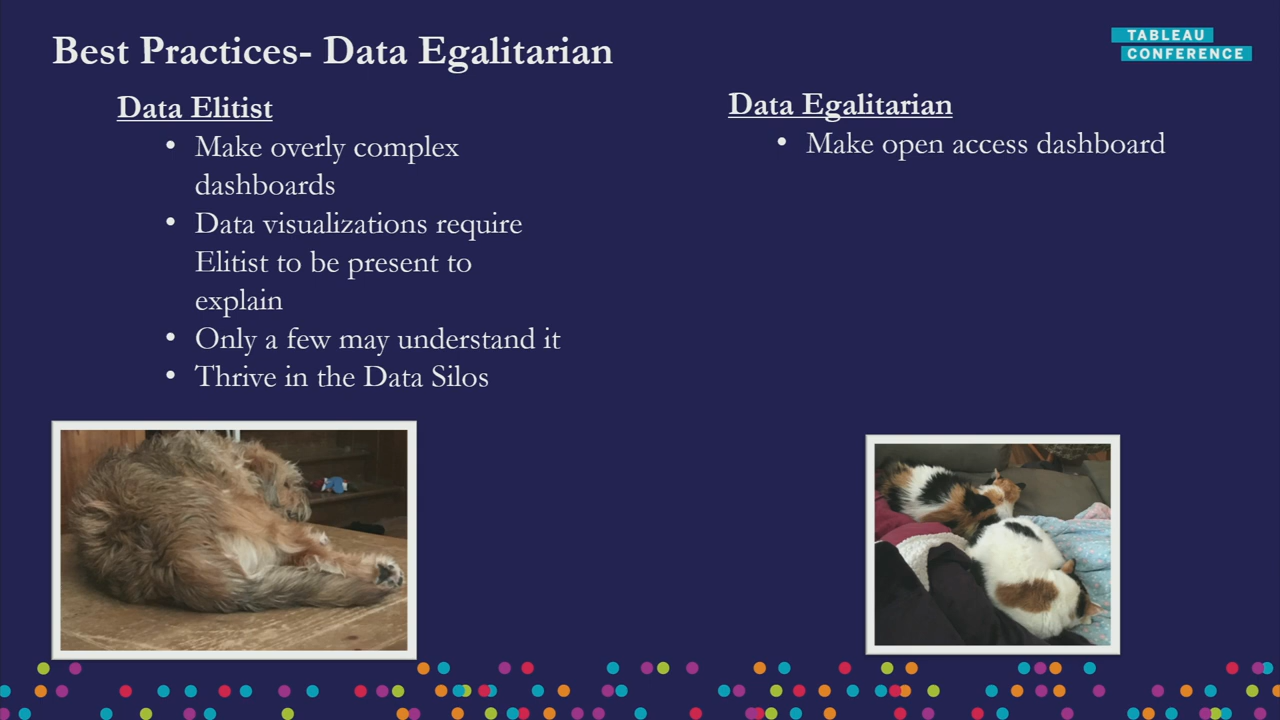 Best Practices- Data Egalitarian
TABLEAU
CONFERENCE
Data Elitist
• Make overly complex
dashboards
• Data visualizations require
Elitist to be present to
explain
• Only a few may understand it
• Thrive in the Data Silos
Data Egalitarian
• Make open access dashboard